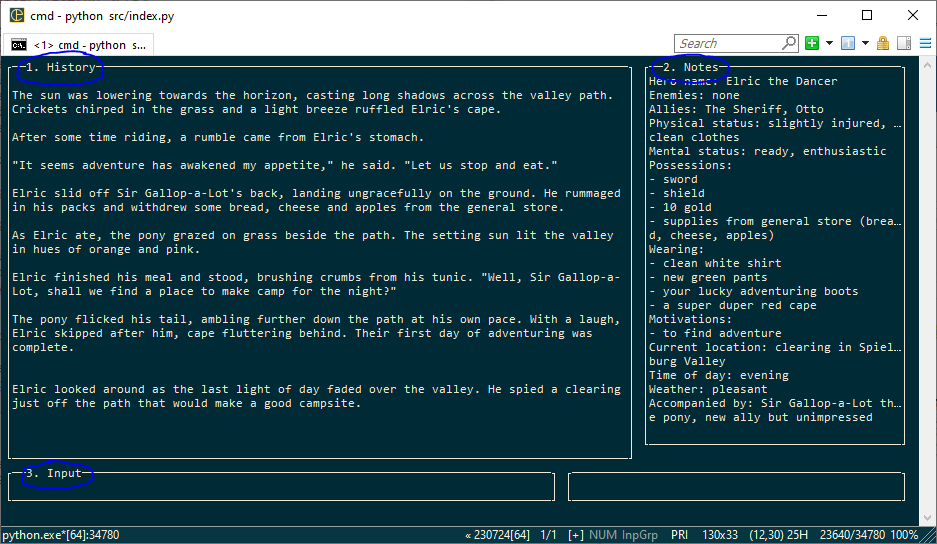 cmd - python  src/index.py
<1> cmd - python  s...
Search
1. History
The sun was lowering towards the horizon, casting long shadows across the valley path.
Crickets chirped in the grass and a light breeze ruffled Elric's cape.
After some time riding, a rumble came from Elric's stomach.
"It seems adventure has awakened my appetite," he said. "Let us stop and eat."
Elric slid off Sir Gallop-a-Lot's back, landing ungracefully on the ground. He rummaged
in his packs and withdrew some bread, cheese and apples from the general store.
As Elric ate, the pony grazed on grass beside the path. The setting sun lit the valley
in hues of orange and pink.
Elric finished his meal and stood, brushing crumbs from his tunic. "Well, Sir Gallop-a-
Lot, shall we find a place to make camp for the night?"
The pony flicked his tail, ambling further down the path at his own pace. With a laugh,
Elric skipped after him, cape fluttering behind. Their first day of adventuring was
complete.
Elric looked around as the last light of day faded over the valley. He spied a clearing
just off the path that would make a good campsite.
2. Notes
Hero name: Elric the Dancer
Enemies: none
Allies: The Sheriff, Otto
Physical status: slightly injured, …
clean clothes
Mental status: ready, enthusiastic
Possessions:
- sword
- shield
- 10 gold
- supplies from general store (brea…
d, cheese, apples)
Wearing:
- clean white shirt
- new green pants
- your lucky adventuring boots
- a super duper red cape
Motivations:
- to find adventure
Current location: clearing in Spiel…
burg Valley
Time of day: evening
Weather: pleasant
Accompanied by: Sir Gallop-a-Lot th…
e pony, new ally but unimpressed
3. Input
python.exe*[64]:34780
« 230724[64]
1/1
[+]
NUM
InpGrp
PRI
130x33
(12,30) 25H
23640/34780
100%